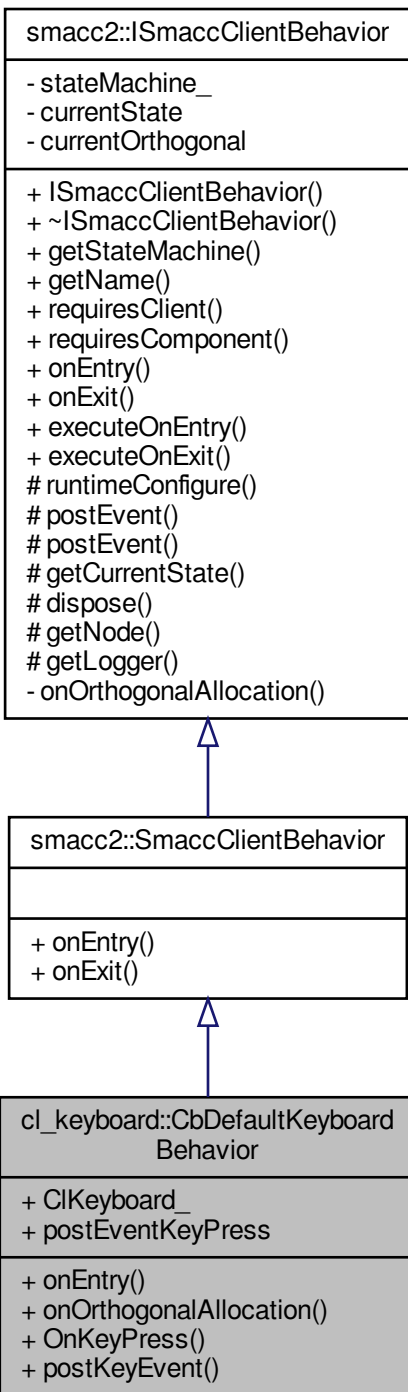 smacc2::ISmaccClientBehavior
- stateMachine_
- currentState
- currentOrthogonal
+ ISmaccClientBehavior()
+ ~ISmaccClientBehavior()
+ getStateMachine()
+ getName()
+ requiresClient()
+ requiresComponent()
+ onEntry()
+ onExit()
+ executeOnEntry()
+ executeOnExit()
# runtimeConfigure()
# postEvent()
# postEvent()
# getCurrentState()
# dispose()
# getNode()
# getLogger()
- onOrthogonalAllocation()
smacc2::SmaccClientBehavior
+ onEntry()
+ onExit()
cl_keyboard::CbDefaultKeyboard
Behavior
+ ClKeyboard_
+ postEventKeyPress
+ onEntry()
+ onOrthogonalAllocation()
+ OnKeyPress()
+ postKeyEvent()